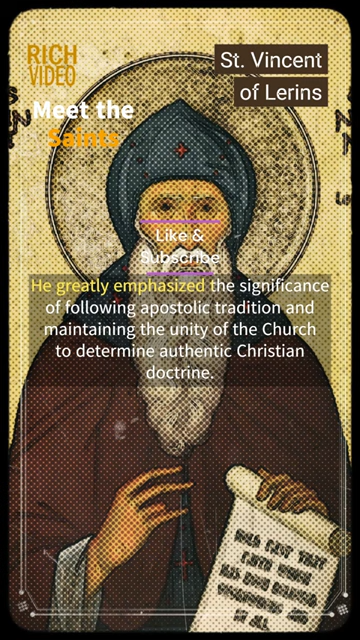 RICH
VIDEO
St. Vincent
of Lerins
Meet the
Saints
Like &
Subscribe
He greatly emphasized the significance
of following apostolic tradition and
maintaining the unity of the Church
to determine authentic Christian
doctrine.